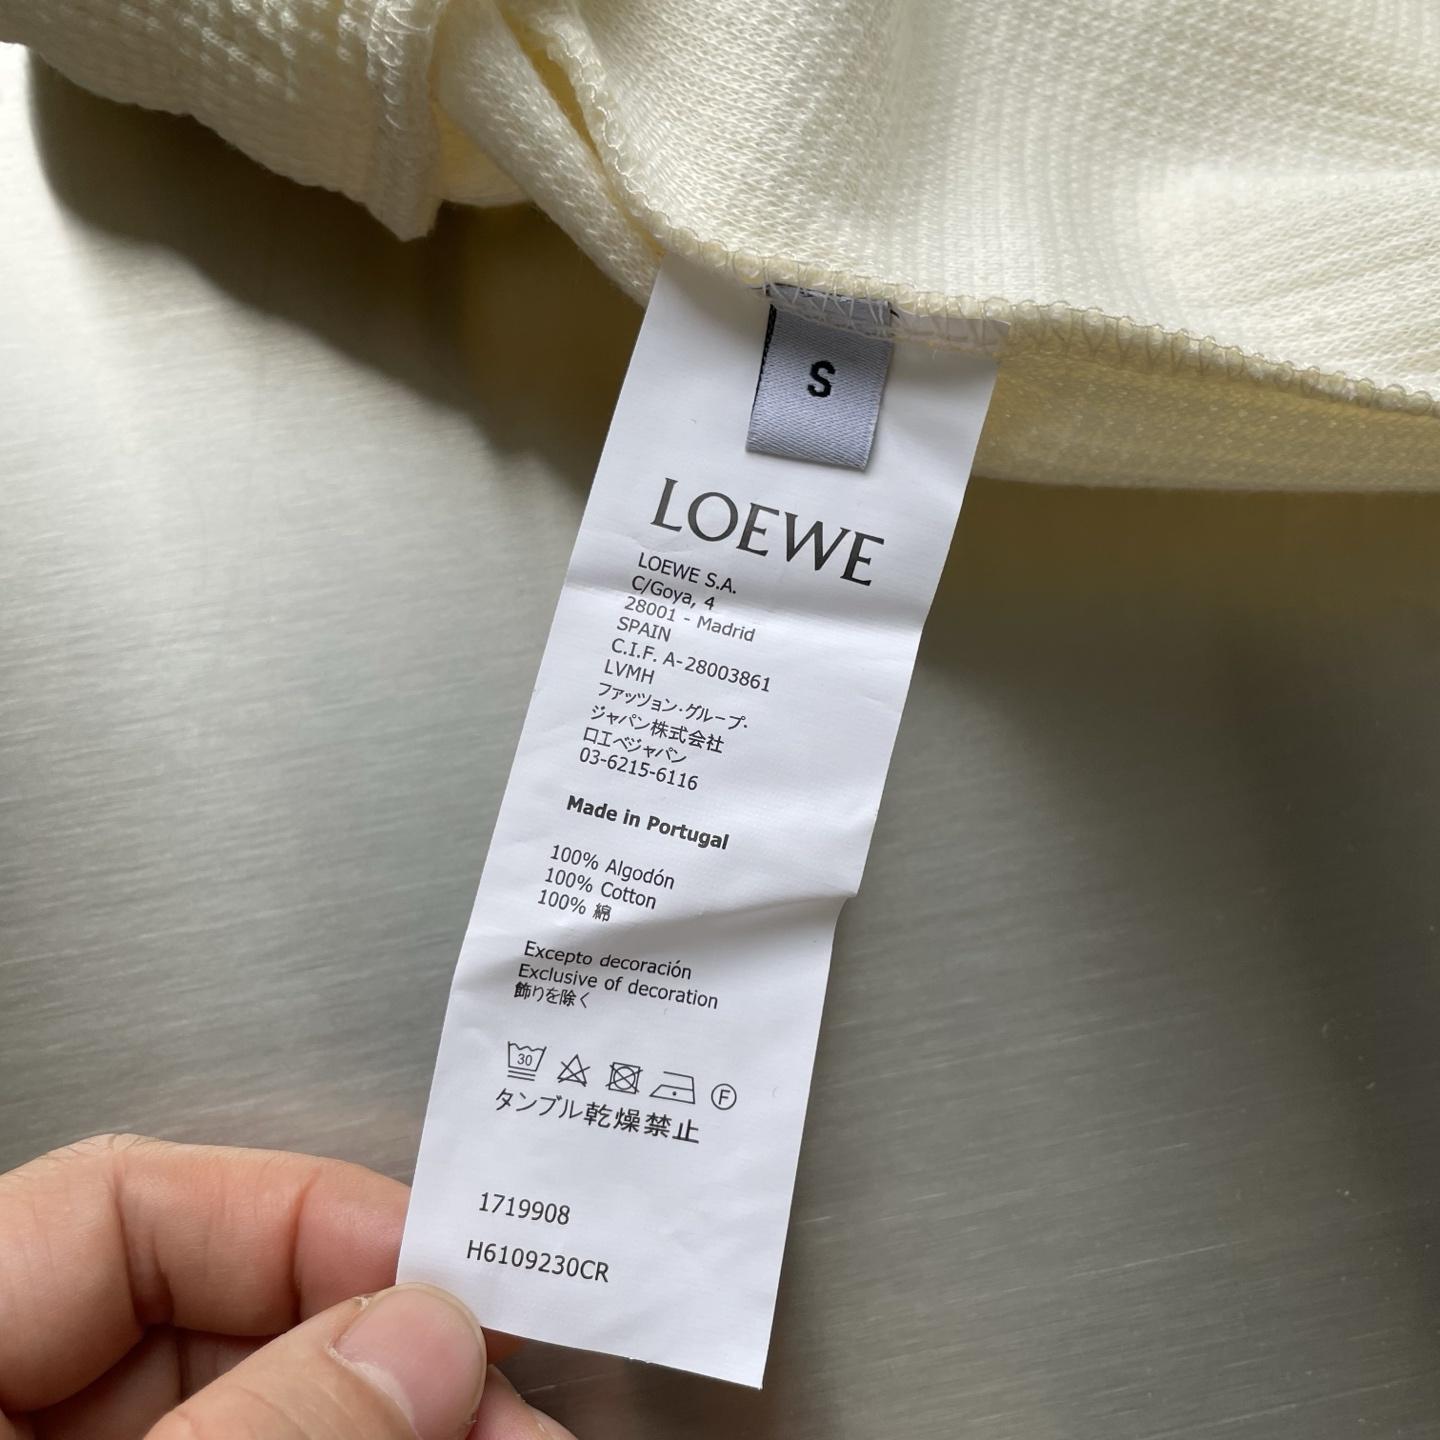 S
LOEWE
LOEWE S.A.
C/Goya, 4
28001 - Madrid
SPAIN
C.I.F. A-28003861
LVMH
ファッツョン·グループ·
ジャパン株式会社
ロエベジャパン
03-6215-6116
Made in Portugal
100% Algodón
100% Cotton
100% 綿
Excepto decoración
Exclusive of decoration
飾りを除く
30
F
タンブル乾燥禁止
1719908
H6109230CR